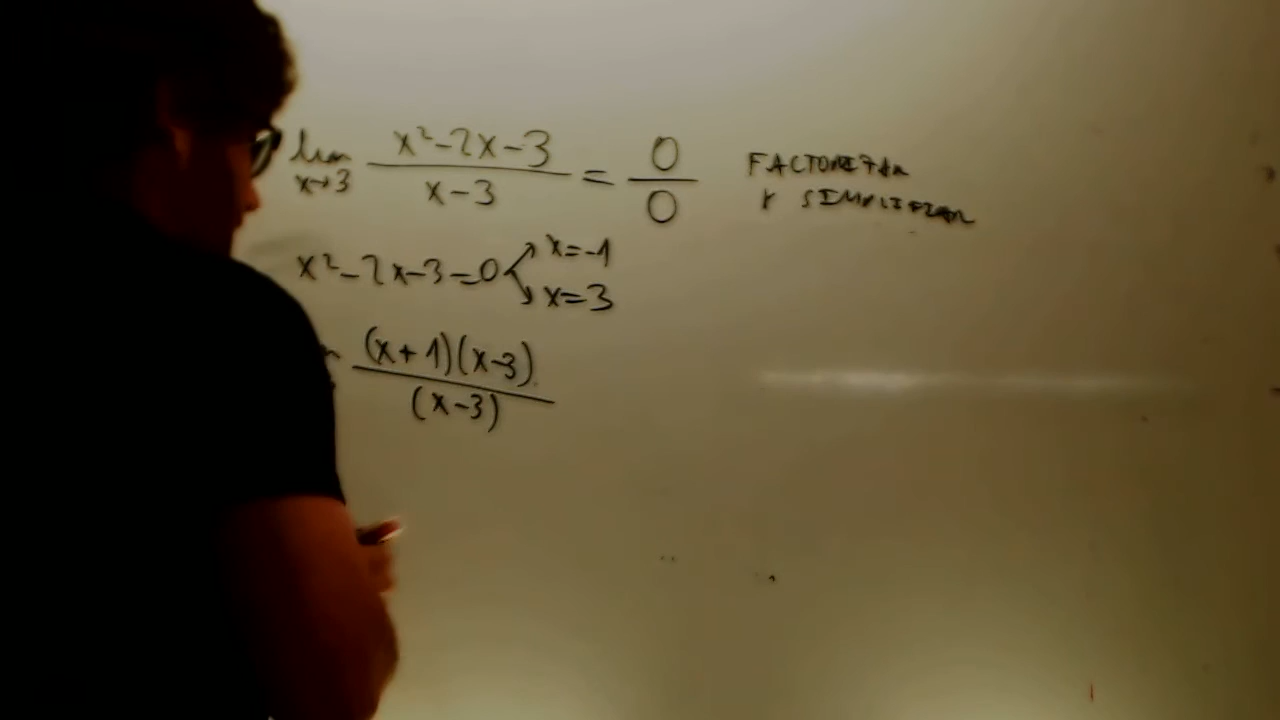 lim x→3 x²-2x-3 / x-3 = 0 / 0
FACTORIZAR
Y SIMPLIFICAR
x²-2x-3=0 x=-1
x=3
(x+1)(x-3) / (x-3)